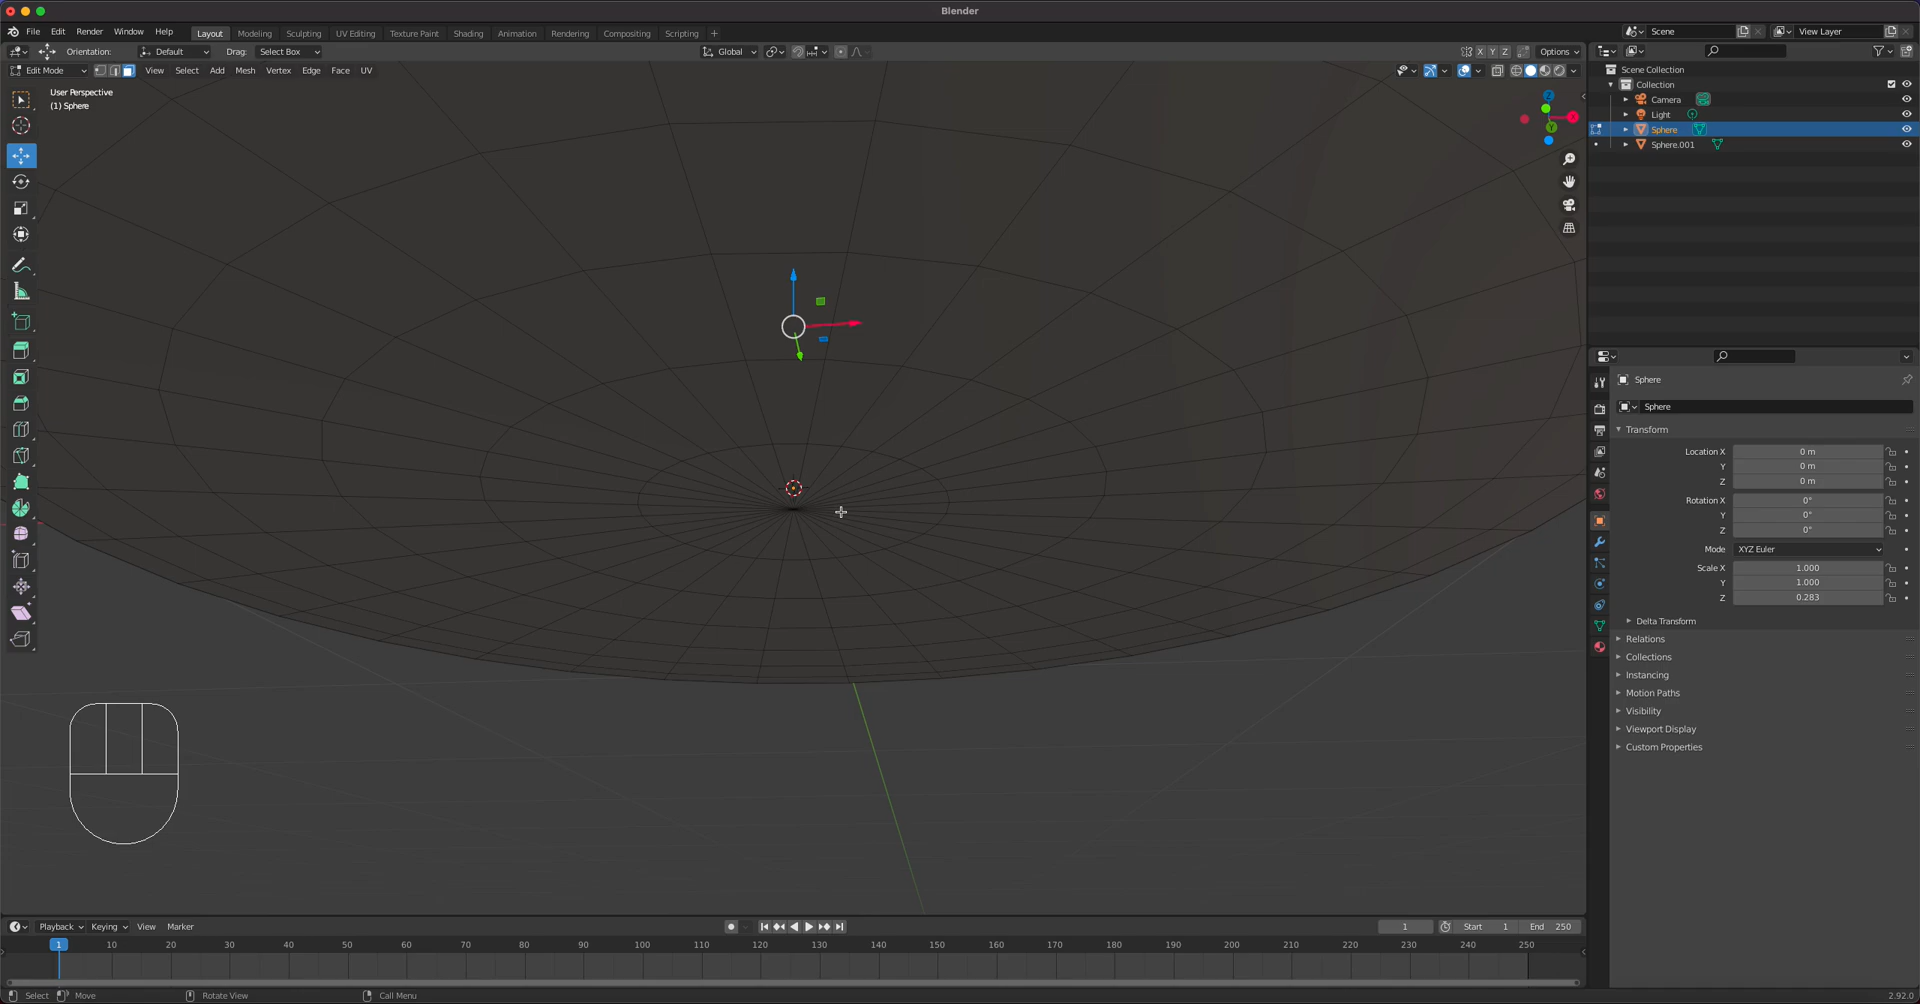 Blender
File Edit Render Window Help Layout Modeling Sculpting UV Editing Texture Paint Shading Animation Rendering Compositing Scripting + Scene View Layer
Orientation: Default Drag: Select Box Global X Y Z Options
Edit Mode View Select Add Mesh Vertex Edge Face UV
User Perspective
(1) Sphere
Z
X
Y
Scene Collection
Collection
Camera
Light
Sphere
Sphere.001
Sphere
Sphere
Transform
Location X 0 m
Y 0 m
Z 0 m
Rotation X 0°
Y 0°
Z 0°
Mode XYZ Euler
Scale X 1.000
Y 1.000
Z 0.283
Delta Transform
Relations
Collections
Instancing
Motion Paths
Visibility
Viewport Display
Custom Properties
Playback Keying View Marker 1 Start 1 End 250
1 10 20 30 40 50 60 70 80 90 100 110 120 130 140 150 160 170 180 190 200 210 220 230 240 250
Select Move Rotate View Call Menu 2.92.0